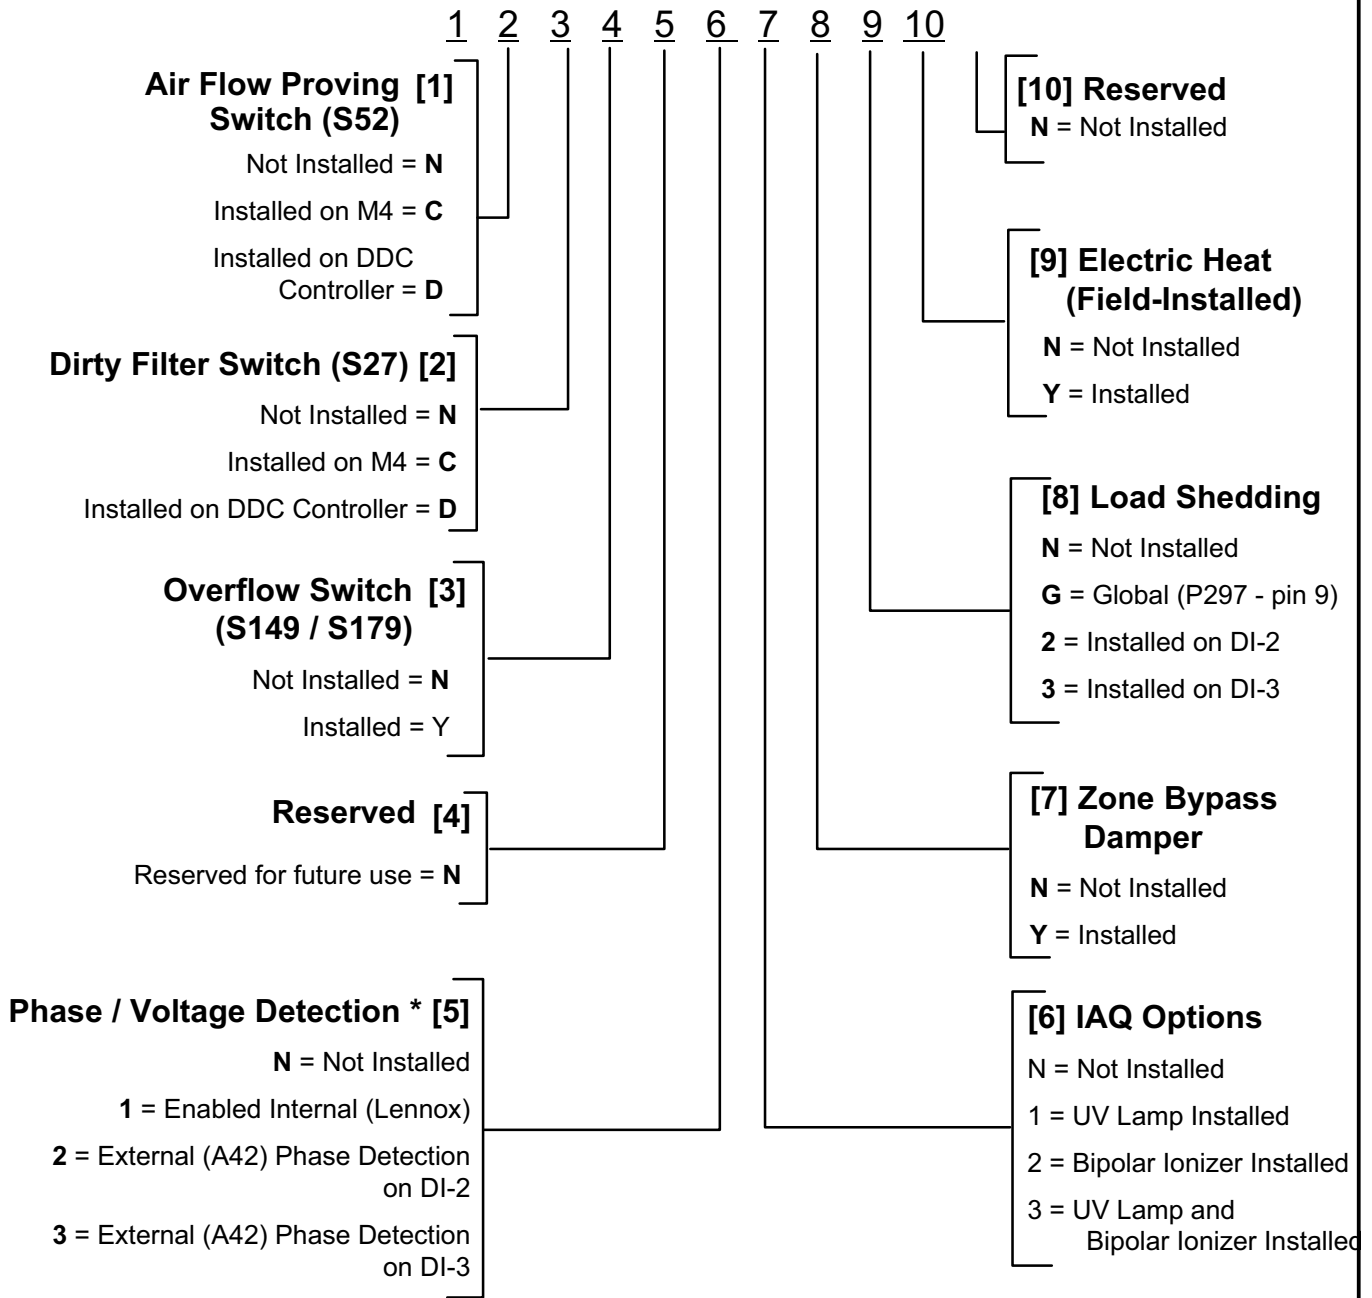 1 2 3 4 5 6 7 8 9 10
Air Flow Proving [1]
Switch (S52)
Not Installed = N
Installed on M4 = C
Installed on DDC
Controller = D
Dirty Filter Switch (S27) [2]
Not Installed = N
Installed on M4 = C
Installed on DDC Controller = D
Overflow Switch [3]
(S149 / S179)
Not Installed = N
Installed = Y
Reserved [4]
Reserved for future use = N
Phase / Voltage Detection * [5]
N = Not Installed
1 = Enabled Internal (Lennox)
2 = External (A42) Phase Detection
on DI-2
3 = External (A42) Phase Detection
on DI-3
[10] Reserved
N = Not Installed
[9] Electric Heat
(Field-Installed)
N = Not Installed
Y = Installed
[8] Load Shedding
N = Not Installed
G = Global (P297 - pin 9)
2 = Installed on DI-2
3 = Installed on DI-3
[7] Zone Bypass
Damper
N = Not Installed
Y = Installed
[6] IAQ Options
N = Not Installed
1 = UV Lamp Installed
2 = Bipolar Ionizer Installed
3 = UV Lamp and
Bipolar Ionizer Installed